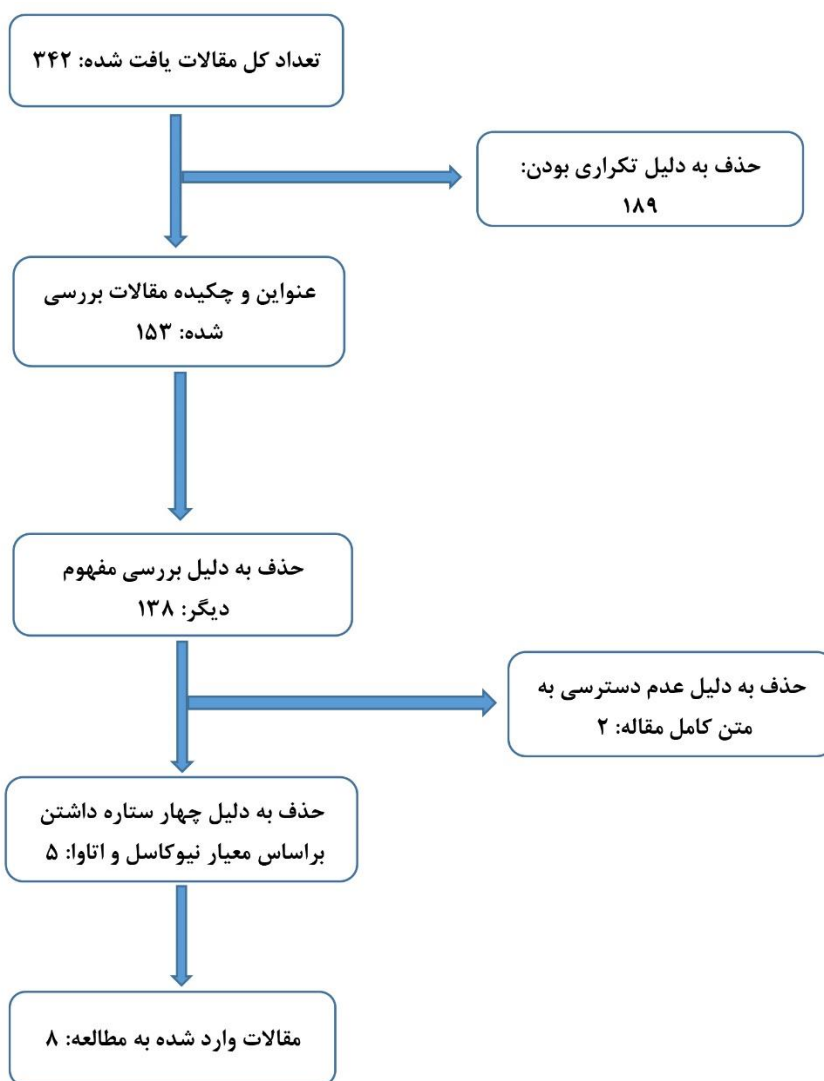 تعداد کل مقالات یافت شده: ۳۴۲
حذف به دلیل تکراری بودن:
۱۸۹
عنواین و چکیده مقالات بررسی
شده: ۱۵۳
حذف به دلیل بررسی مفهوم
دیگر: ۱۳۸
حذف به دلیل عدم دسترسی به
متن کامل مقاله: ۲
حذف به دلیل چهار ستاره داشتن
براساس معیار نیوکاسل و اتاوا: ۵
مقالات وارد شده به مطالعه: ۸